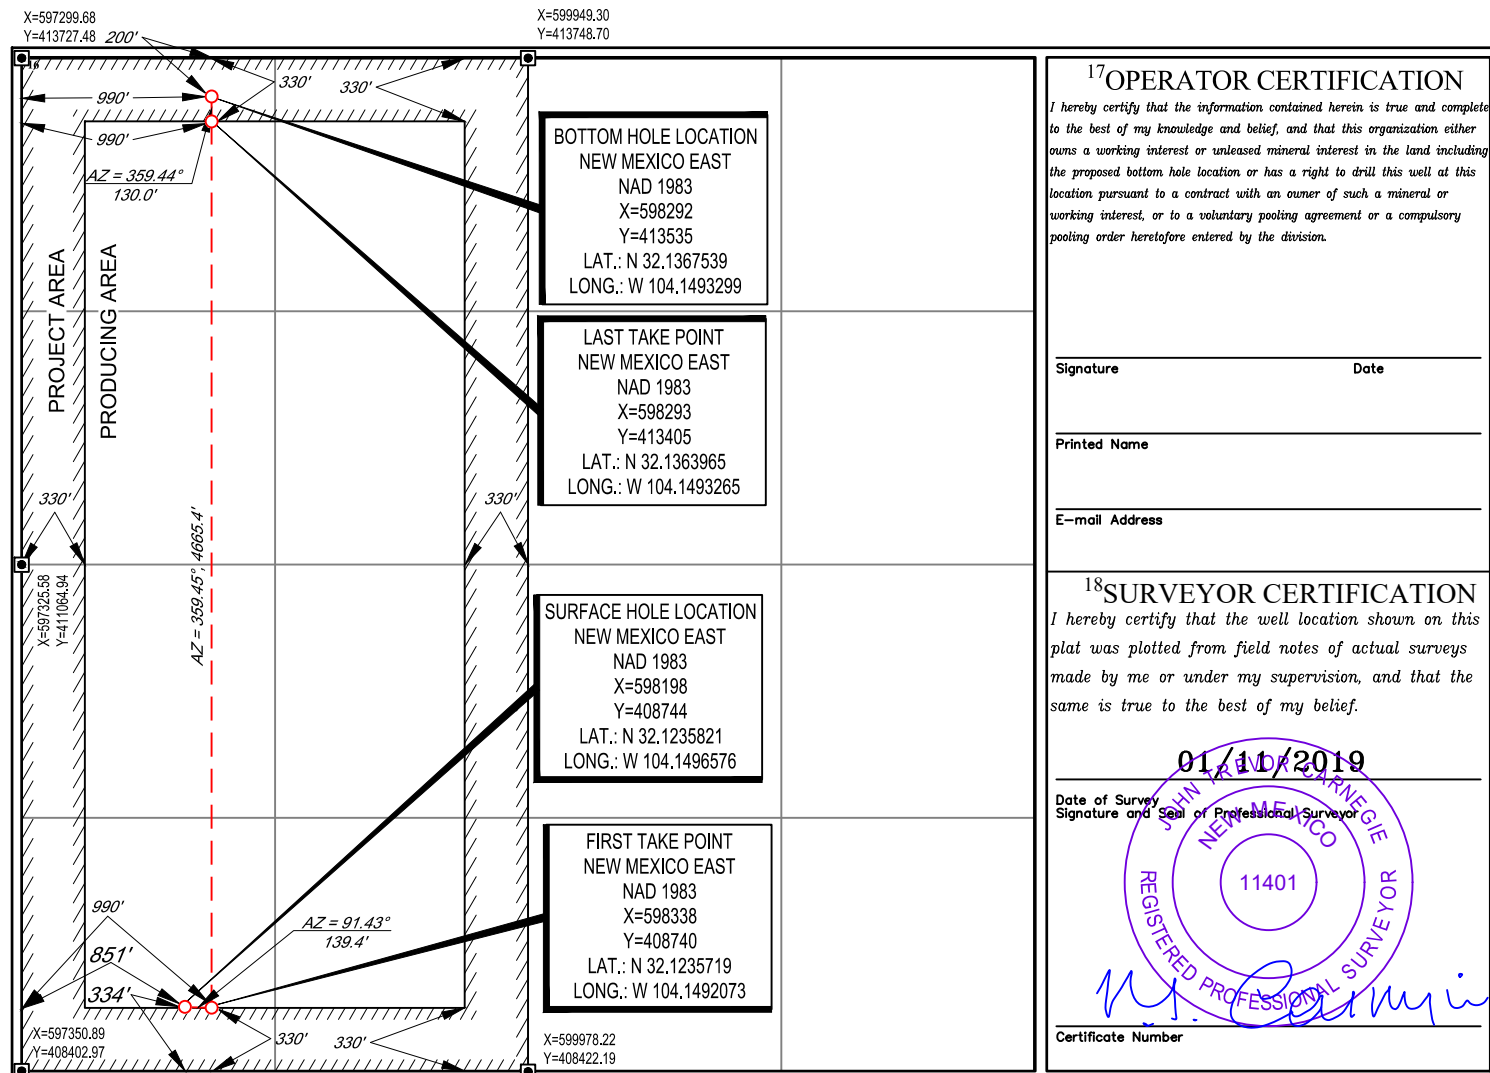 X=597299.68
Y=413727.48
200'
X=599949.30
Y=413748.70
16
330'
330'
990'
990'
AZ = 359.44°
130.0'
PROJECT AREA
PRODUCING AREA
BOTTOM HOLE LOCATION
NEW MEXICO EAST
NAD 1983
X=598292
Y=413535
LAT.: N 32.1367539
LONG.: W 104.1493299
LAST TAKE POINT
NEW MEXICO EAST
NAD 1983
X=598293
Y=413405
LAT.: N 32.1363965
LONG.: W 104.1493265
330'
330'
AZ = 359.45°, 4665.4'
X=597325.58
Y=411064.94
SURFACE HOLE LOCATION
NEW MEXICO EAST
NAD 1983
X=598198
Y=408744
LAT.: N 32.1235821
LONG.: W 104.1496576
FIRST TAKE POINT
NEW MEXICO EAST
NAD 1983
X=598338
Y=408740
LAT.: N 32.1235719
LONG.: W 104.1492073
990'
AZ = 91.43°
139.4'
851'
334'
X=597350.89
Y=408402.97
330'
330'
X=599978.22
Y=408422.19
17OPERATOR CERTIFICATION
I hereby certify that the information contained herein is true and complete
to the best of my knowledge and belief, and that this organization either
owns a working interest or unleased mineral interest in the land including
the proposed bottom hole location or has a right to drill this well at this
location pursuant to a contract with an owner of such a mineral or
working interest, or to a voluntary pooling agreement or a compulsory
pooling order heretofore entered by the division.
Signature Date
Printed Name
E-mail Address
18SURVEYOR CERTIFICATION
I hereby certify that the well location shown on this
plat was plotted from field notes of actual surveys
made by me or under my supervision, and that the
same is true to the best of my belief.
01/11/2019
Date of Survey
Signature and Seal of Professional Surveyor
JOHN TREVOR CARNEGIE
NEW MEXICO
11401
REGISTERED PROFESSIONAL SURVEYOR
Certificate Number